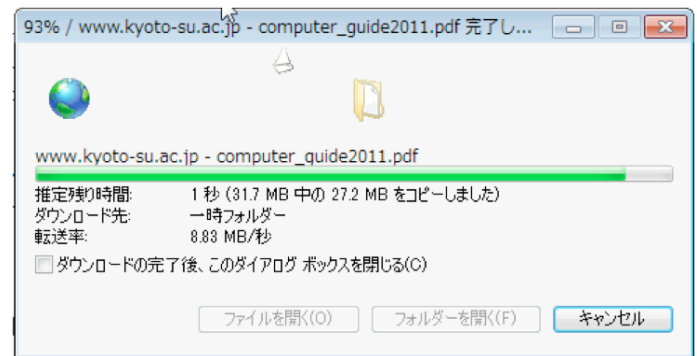 93% / www.kyoto-su.ac.jp - computer_guide2011.pdf 完了し...
www.kyoto-su.ac.jp - computer_guide2011.pdf
推定残り時間: 1 秒 (31.7 MB 中の 27.2 MB をコピーしました)
ダウンロード先: 一時フォルダー
転送率: 8.83 MB/秒
ダウンロードの完了後、このダイアログ ボックスを閉じる(C)
ファイルを開く(O) フォルダーを開く(F) キャンセル